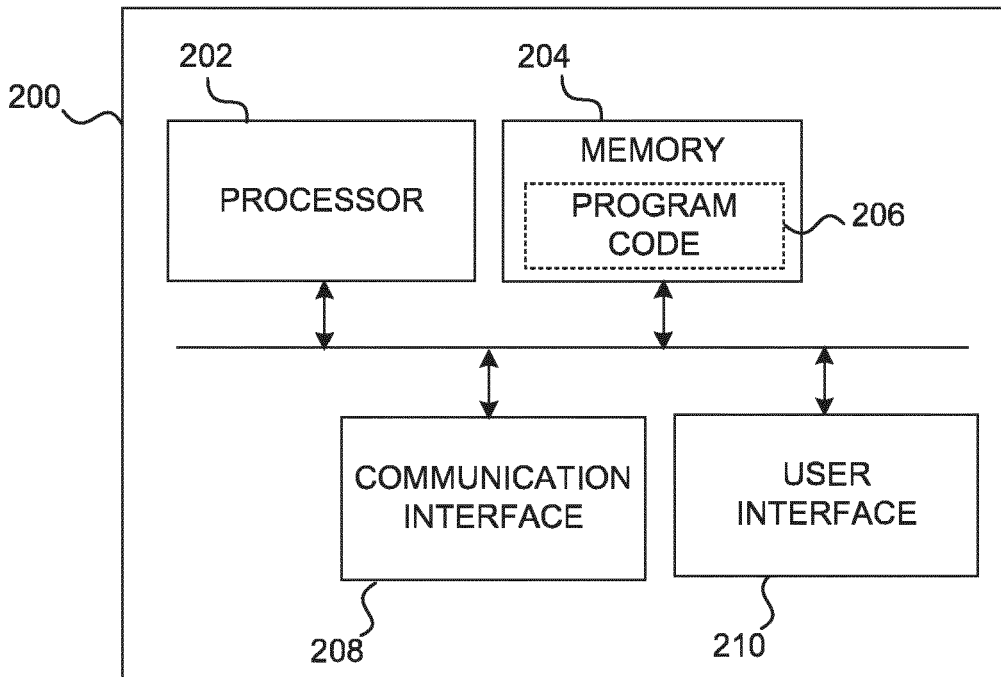 202
204
200
PROCESSOR
MEMORY
PROGRAM
CODE
206
COMMUNICATION
INTERFACE
USER
INTERFACE
208
210